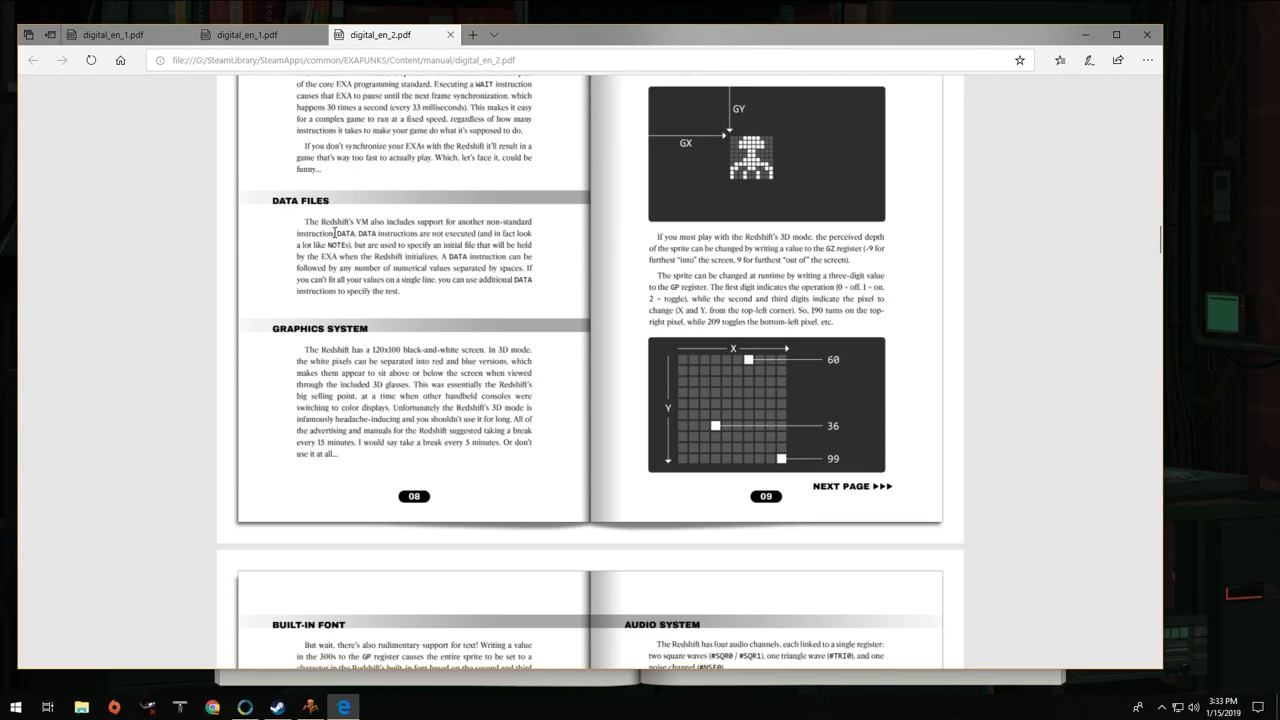 digital_en_1.pdf
digital_en_1.pdf
digital_en_2.pdf
file:///G:/SteamLibrary/SteamApps/common/EXAPUNKS/Content/manual/digital_en_2.pdf
of the core EXA programming standard. Executing a WAIT instruction
causes that EXA to pause until the next frame synchronization, which
happens 30 times a second (every 33 milliseconds). This makes it easy
for a complex game to run at a fixed speed, regardless of how many
instructions it takes to make your game do what it's supposed to do.
If you don't synchronize your EXAs with the Redshift it'll result in a
game that's way too fast to actually play. Which, let's face it, could be
funny...
DATA FILES
The Redshift's VM also includes support for another non-standard
instruction DATA. DATA instructions are not executed (and in fact look
a lot like NOTEs), but are used to specify an initial file that will be held
by the EXA when the Redshift initializes. A DATA instruction can be
followed by any number of numerical values separated by spaces. If
you can't fit all your values on a single line, you can use additional DATA
instructions to specify the rest.
GRAPHICS SYSTEM
The Redshift has a 120x100 black-and-white screen. In 3D mode,
the white pixels can be separated into red and blue versions, which
makes them appear to sit above or below the screen when viewed
through the included 3D glasses. This was essentially the Redshift's
big selling point, at a time when other handheld consoles were
switching to color displays. Unfortunately the Redshift's 3D mode is
infamously headache-inducing and you shouldn't use it for long. All of
the advertising and manuals for the Redshift suggested taking a break
every 15 minutes. I would say take a break every 5 minutes. Or don't
use it at all...
08
GY
GX
If you must play with the Redshift's 3D mode, the perceived depth
of the sprite can be changed by writing a value to the GZ register (-9 for
furthest "into" the screen, 9 for furthest "out of" the screen).
The sprite can be changed at runtime by writing a three-digit value
to the GP register. The first digit indicates the operation (0 = off, 1 = on,
2 = toggle), while the second and third digits indicate the pixel to
change (X and Y, from the top-left corner). So, 190 turns on the top-
right pixel, while 209 toggles the bottom-left pixel, etc.
X
60
Y
36
99
NEXT PAGE
09
BUILT-IN FONT
But wait, there's also rudimentary support for text! Writing a value
in the 300s to the GP register causes the entire sprite to be set to a
character in the Redshift's built-in font based on the second and third
AUDIO SYSTEM
The Redshift has four audio channels, each linked to a single register:
two square waves (#SQR0 / #SQR1), one triangle wave (#TRI0), and one
noise channel (#NSE0).
3:33 PM
1/15/2019